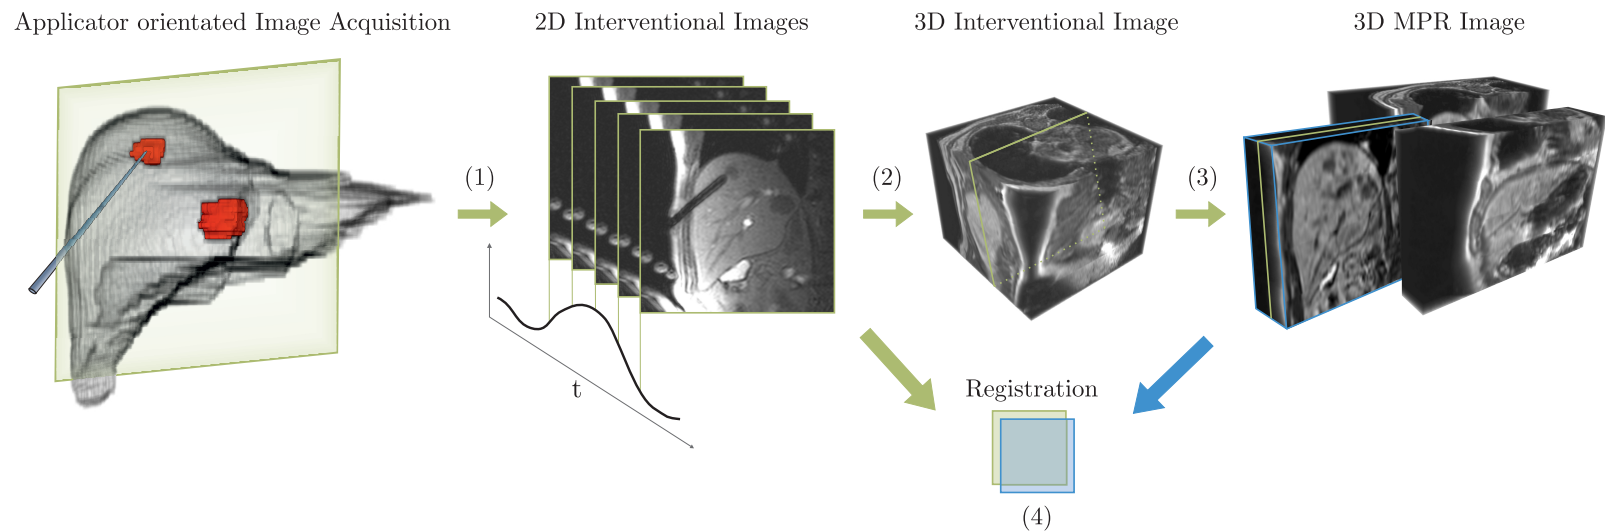 Applicator orientated Image Acquisition
2D Interventional Images
3D Interventional Image
3D MPR Image
(1)
(2)
(3)
t
Registration
(4)